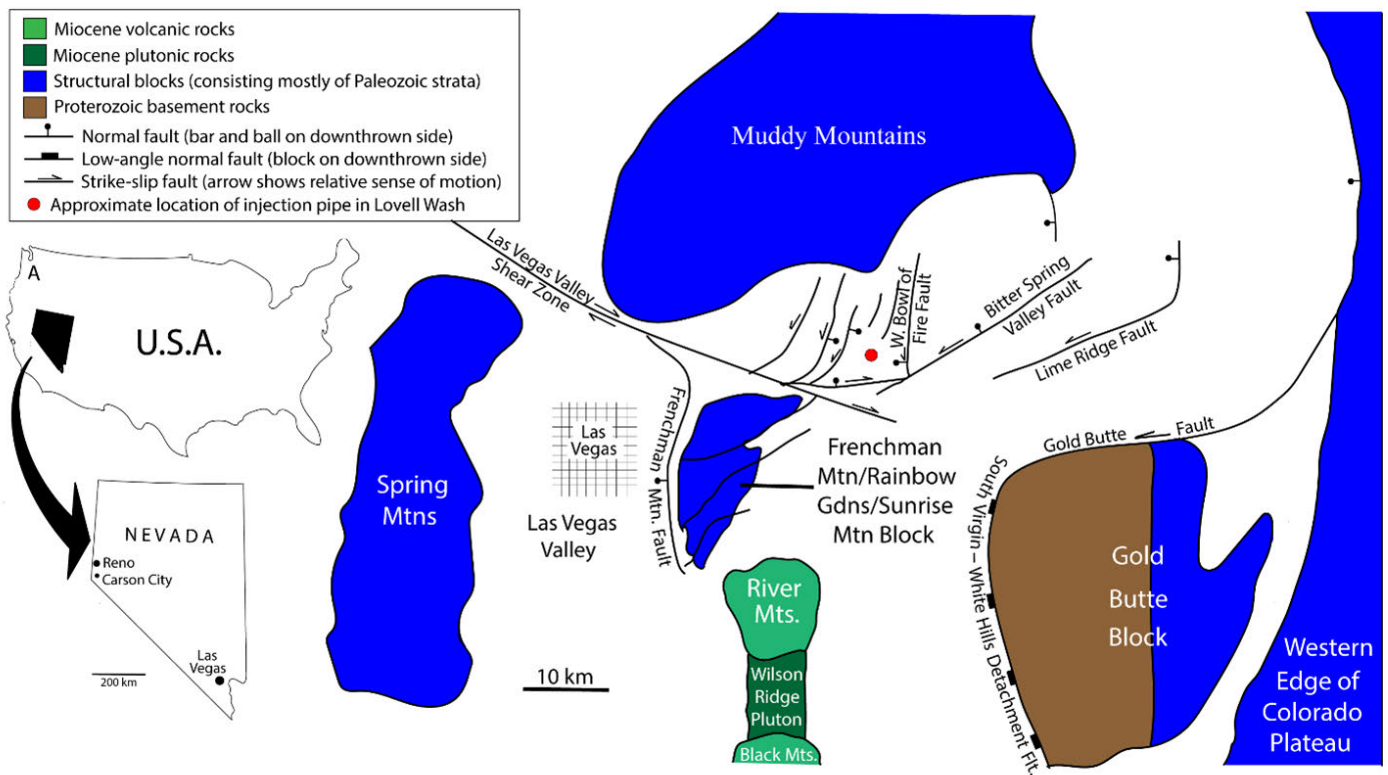 Miocene volcanic rocks
Miocene plutonic rocks
Structural blocks (consisting mostly of Paleozoic strata)
Proterozoic basement rocks
Normal fault (bar and ball on downthrown side)
Low-angle normal fault (block on downthrown side)
Strike-slip fault (arrow shows relative sense of motion)
Approximate location of injection pipe in Lovell Wash
A
U.S.A.
NEVADA
Reno
Carson City
Las
Vegas
200 km
Muddy Mountains
Las Vegas Valley
Shear Zone
W. Bowl of
Fire Fault
Bitter Spring
Valley Fault
Lime Ridge Fault
Gold Butte Fault
Spring
Mtns
Las
Vegas
Las Vegas
Valley
Frenchman Mtn. Fault
Frenchman
Mtn/Rainbow
Gdns/Sunrise
Mtn Block
South Virgin – White Hills Detachment Flt.
Gold
Butte
Block
River
Mts.
Wilson
Ridge
Pluton
Black Mts.
10 km
Western
Edge of
Colorado
Plateau